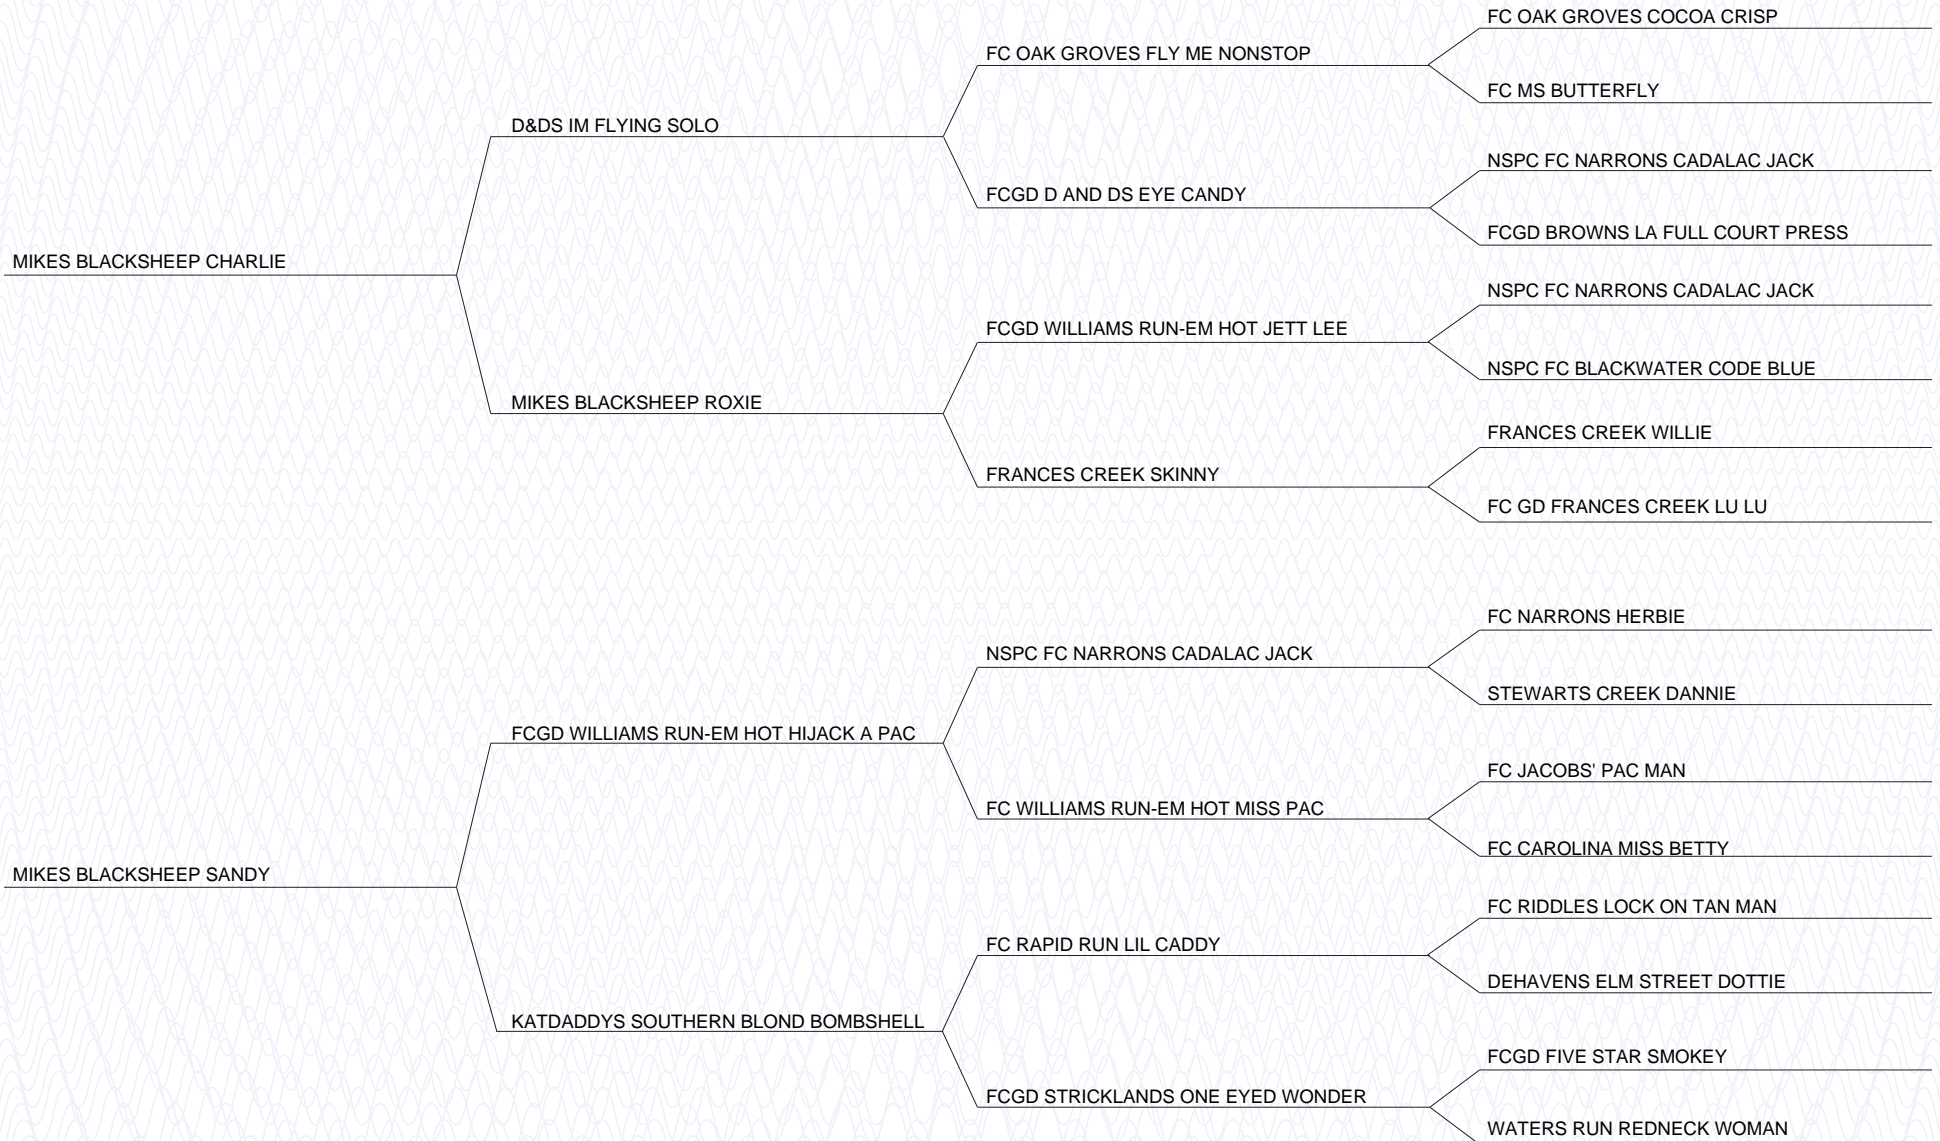 FC OAK GROVES COCOA CRISP
FC OAK GROVES FLY ME NONSTOP
FC MS BUTTERFLY
D&DS IM FLYING SOLO
NSPC FC NARRONS CADALAC JACK
FCGD D AND DS EYE CANDY
FCGD BROWNS LA FULL COURT PRESS
MIKES BLACKSHEEP CHARLIE
NSPC FC NARRONS CADALAC JACK
FCGD WILLIAMS RUN-EM HOT JETT LEE
NSPC FC BLACKWATER CODE BLUE
MIKES BLACKSHEEP ROXIE
FRANCES CREEK WILLIE
FRANCES CREEK SKINNY
FC GD FRANCES CREEK LU LU
FC NARRONS HERBIE
NSPC FC NARRONS CADALAC JACK
STEWARTS CREEK DANNIE
FCGD WILLIAMS RUN-EM HOT HIJACK A PAC
FC JACOBS' PAC MAN
FC WILLIAMS RUN-EM HOT MISS PAC
FC CAROLINA MISS BETTY
MIKES BLACKSHEEP SANDY
FC RIDDLES LOCK ON TAN MAN
FC RAPID RUN LIL CADDY
DEHAVENS ELM STREET DOTTIE
KATDADDYS SOUTHERN BLOND BOMBSHELL
FCGD FIVE STAR SMOKEY
FCGD STRICKLANDS ONE EYED WONDER
WATERS RUN REDNECK WOMAN